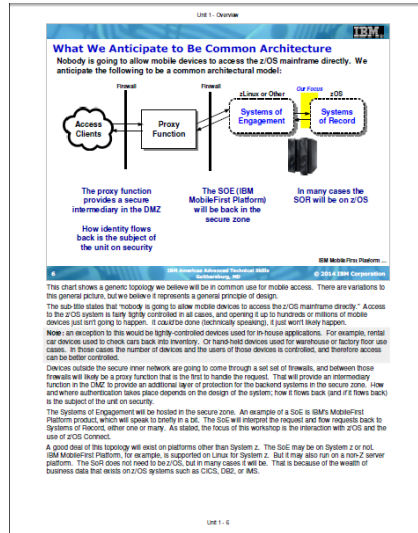 Unit 1 - Overview
IBM
What We Anticipate to Be Common Architecture
Nobody is going to allow mobile devices to access the z/OS mainframe directly. We
anticipate the following to be a common architectural model:
Firewall
Firewall
zLinux or Other
Our Focus
zOS
Access
Clients
Proxy
Function
Systems of
Engagement
Systems
of Record
The proxy function
provides a secure
intermediary in the DMZ
How identity flows
back is the subject of
the unit on security
The SOE (IBM
MobileFirst Platform)
will be back in the
secure zone
In many cases the
SOR will be on z/OS
IBM MobileFirst Platform ...
6
IBM Americas Advanced Technical Skills
Gaithersburg, MD
© 2014 IBM Corporation
This chart shows a generic topology we believe will be in common use for mobile access. There are variations to
this general picture, but we believe it represents a general principle of design.
The sub-title states that "nobody is going to allow mobile devices to access the z/OS mainframe directly." Access
to the z/OS system is fairly tightly controlled in all cases, and opening it up to hundreds or millions of mobile
devices just isn't going to happen. It could be done (technically speaking), it just won't likely happen.
Note: an exception to this would be tightly-controlled devices used for in-house applications. For example, rental
car devices used to check cars back into inventory. Or hand-held devices used for warehouse or factory floor use
cases. In those cases the number of devices and the users of those devices is controlled, and therefore access
can be better controlled.
Devices outside the secure inner network are going to come through a set set of firewalls, and between those
firewalls will likely be a proxy function that is the first to handle the request. That will provide an intermediary
function in the DMZ to provide an additional layer of protection for the backend systems in the secure zone. How
and where authentication takes place depends on the design of the system; how it flows back (and if it flows back)
is the subject of the unit on security.
The Systems of Engagement will be hosted in the secure zone. An example of a SoE is IBM's MobileFirst
Platform product, which will speak to briefly in a bit. The SoE will interpret the request and flow requests back to
Systems of Record, either one or many. As stated, the focus of this workshop is the interaction with z/OS and the
use of z/OS Connect.
A good deal of this topology will exist on platforms other than System z. The SoE may be on System z or not.
IBM MobileFirst Platform, for example, is supported on Linux for System z. But it may also run on a non-Z server
platform. The SoR does not need to be z/OS, but in many cases it will be. That is because of the wealth of
business data that exists on z/OS systems such as CICS, DB2, or IMS.
Unit 1 - 6